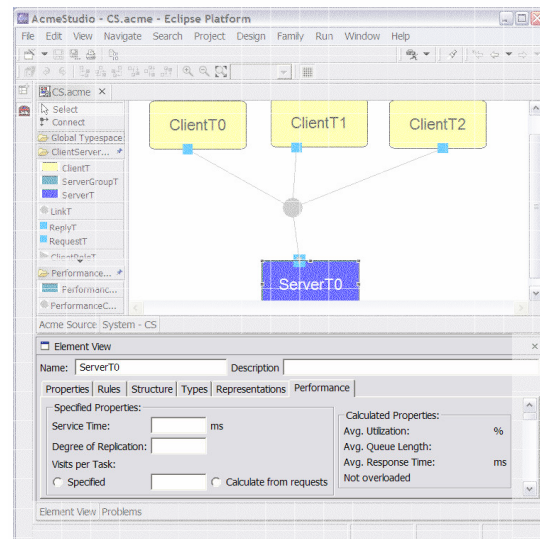 AcmeStudio - CS.acme - Eclipse Platform
File Edit View Navigate Search Project Design Family Run Window Help
CS.acme
Select
Connect
Global Typespace
ClientServer...
ClientT
ServerGroupT
ServerT
LinkT
ReplyT
RequestT
ClientRoleT
Performance...
Performanc...
PerformanceC...
ClientT0 ClientT1 ClientT2
ServerT0
Acme Source System - CS
Element View
Name: ServerT0 Description
Properties Rules Structure Types Representations Performance
Specified Properties:
Service Time: ms
Degree of Replication:
Visits per Task:
Specified Calculate from requests
Calculated Properties:
Avg. Utilization: %
Avg. Queue Length:
Avg. Response Time: ms
Not overloaded
Element View Problems